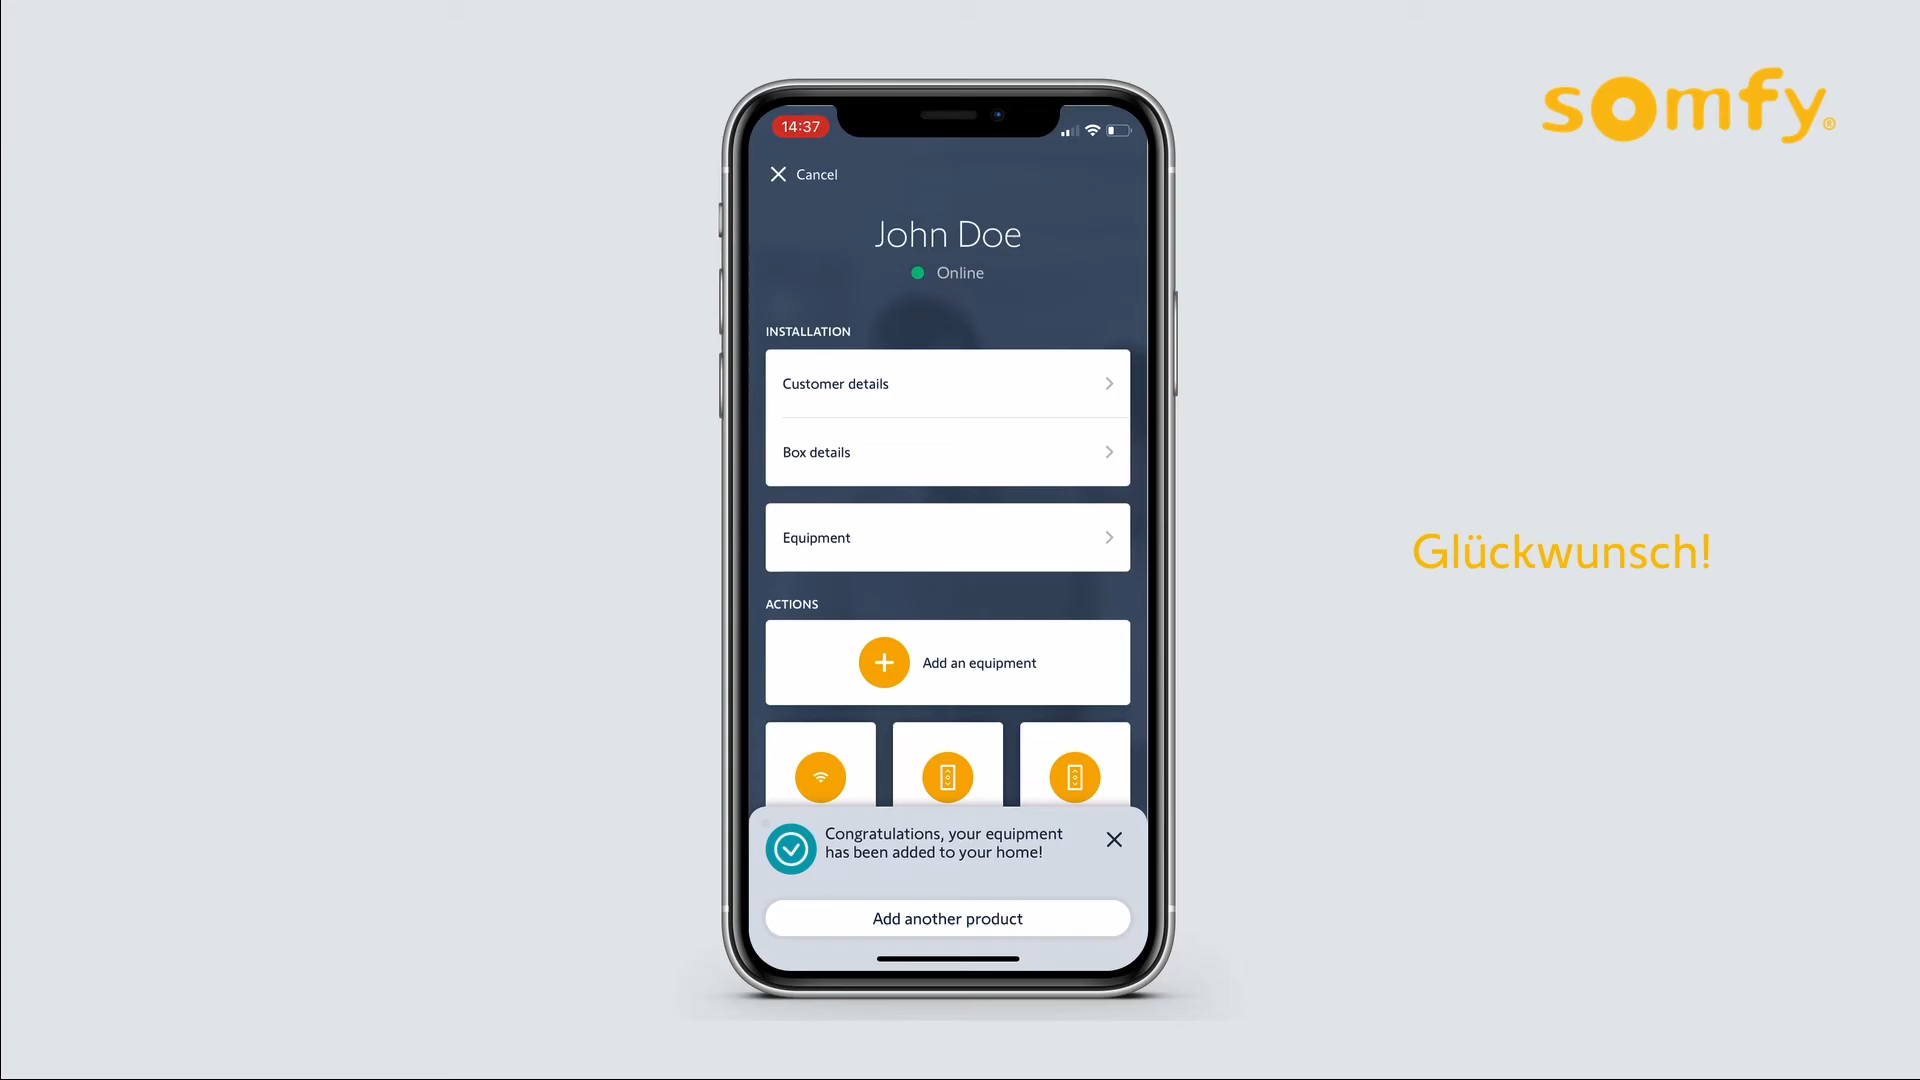 somfy®
14:37
Cancel
John Doe
Online
INSTALLATION
Customer details
Box details
Equipment
ACTIONS
Add an equipment
Congratulations, your equipment
has been added to your home!
Add another product
Glückwunsch!